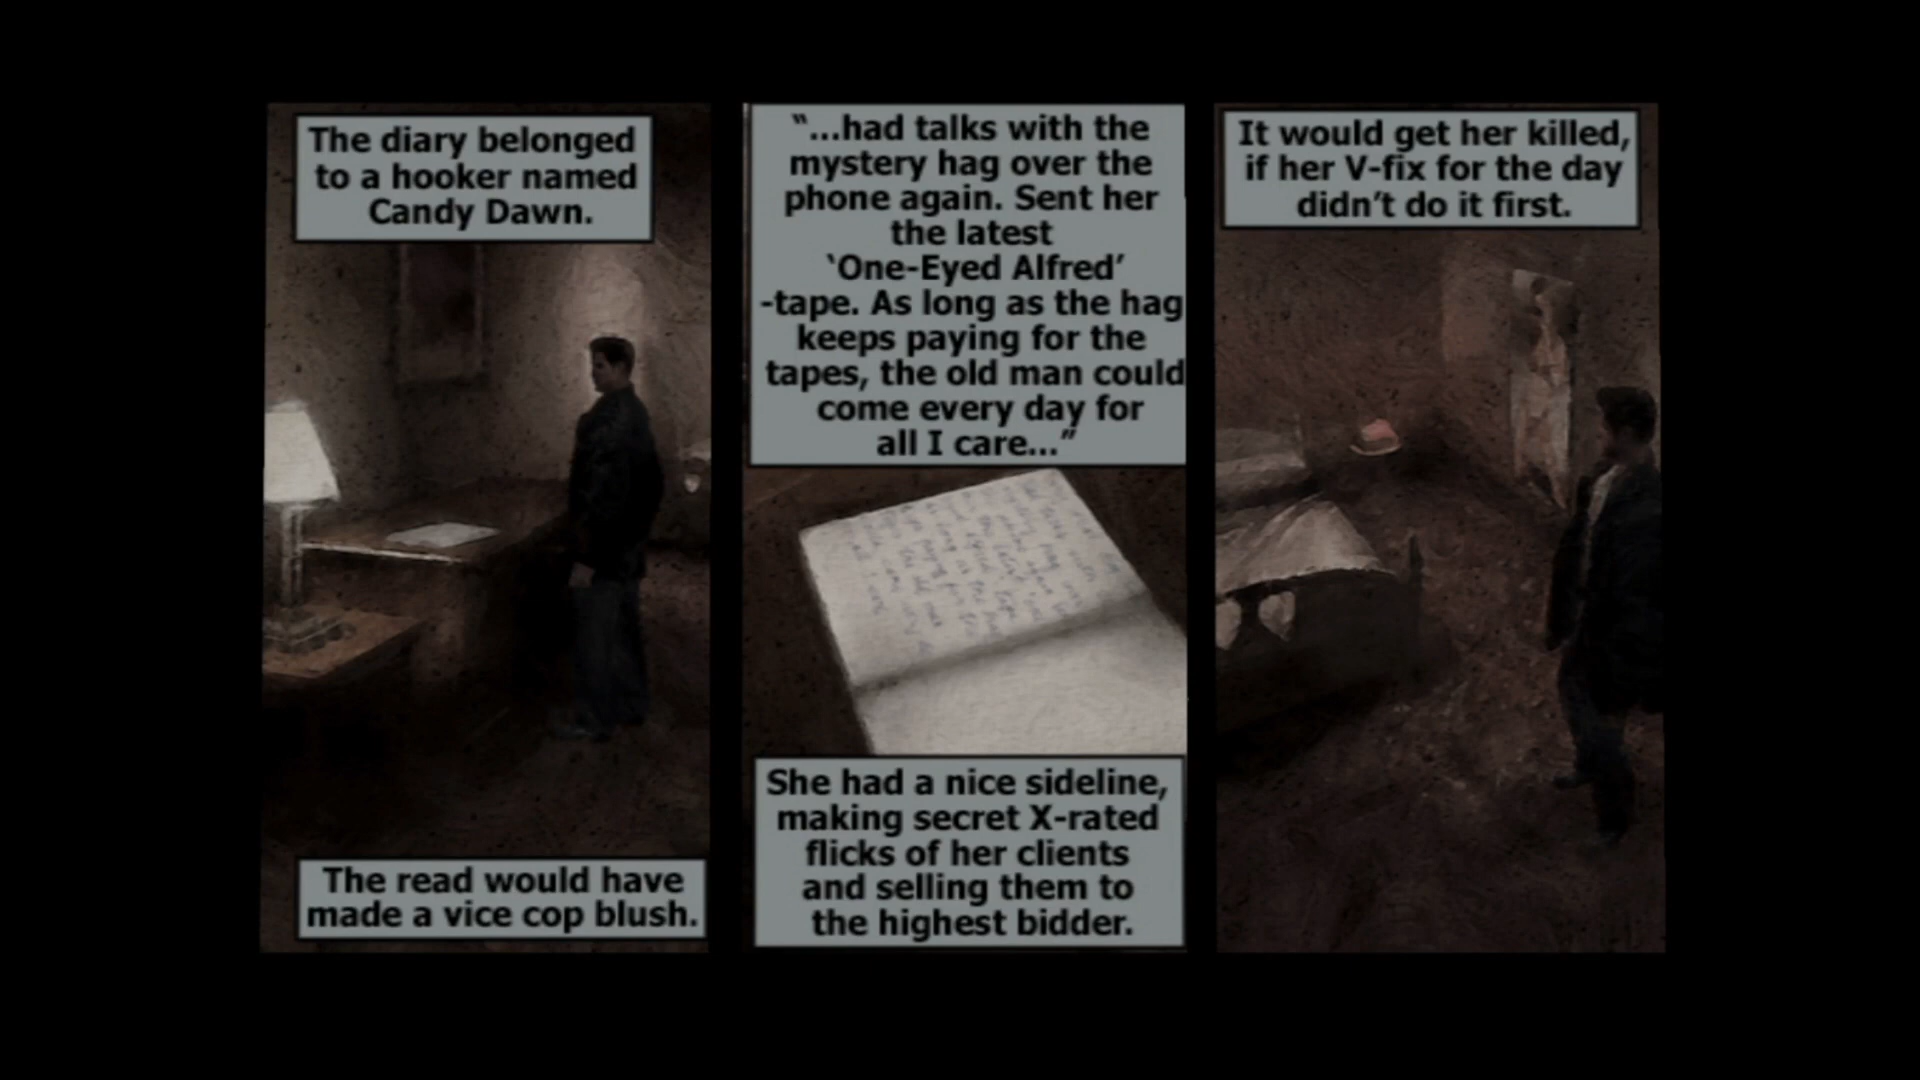 The diary belonged
to a hooker named
Candy Dawn.
The read would have
made a vice cop blush.
“...had talks with the
mystery hag over the
phone again. Sent her
the latest
‘One-Eyed Alfred’
-tape. As long as the hag
keeps paying for the
tapes, the old man could
come every day for
all I care...”
She had a nice sideline,
making secret X-rated
flicks of her clients
and selling them to
the highest bidder.
It would get her killed,
if her V-fix for the day
didn’t do it first.